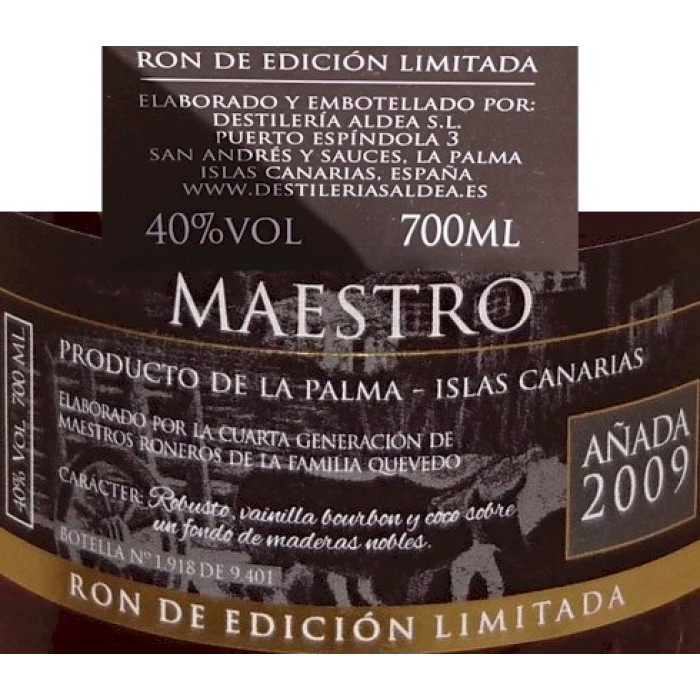 RON DE EDICIÓN LIMITADA
ELABORADO Y EMBOTELLADO POR:
DESTILERÍA ALDEA S.L.
PUERTO ESPÍNDOLA 3
SAN ANDRÉS Y SAUCES, LA PALMA
ISLAS CANARIAS, ESPAÑA
WWW.DESTILERIASALDEA.ES
40%VOL 700ML
MAESTRO
PRODUCTO DE LA PALMA - ISLAS CANARIAS
ELABORADO POR LA CUARTA GENERACIÓN DE
MAESTROS RONEROS DE LA FAMILIA QUEVEDO
CARÁCTER: Robusto, vainilla bourbon y coco sobre
un fondo de maderas nobles.
BOTELLA Nº 1.918 DE 9.401
40% VOL 700 ML
AÑADA
2009
RON DE EDICIÓN LIMITADA